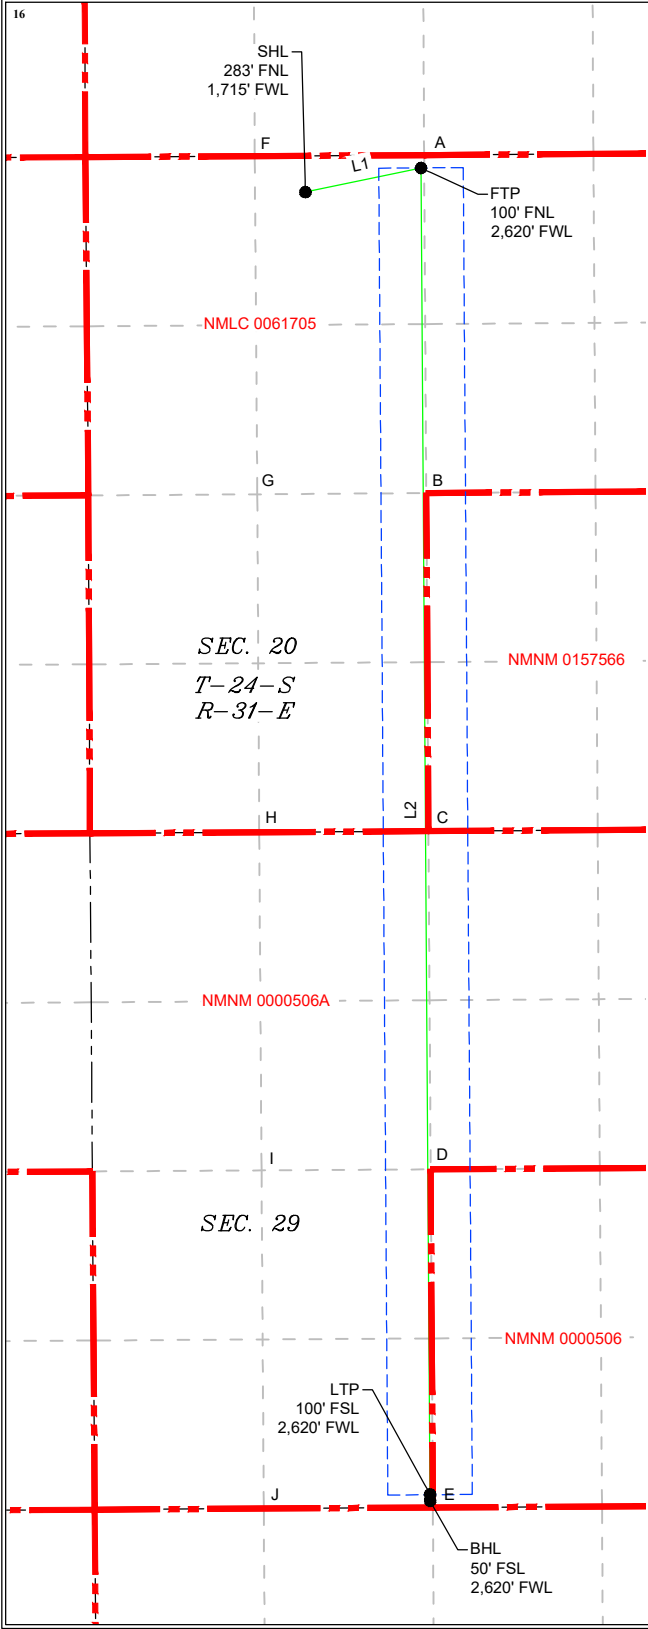 16
SHL
283' FNL
1,715' FWL
F
A
L1
FTP
100' FNL
2,620' FWL
NMLC 0061705
G
B
SEC. 20
T-24-S
R-31-E
NMNM 0157566
L2
H
C
NMNM 0000506A
I
D
SEC. 29
NMNM 0000506
LTP
100' FSL
2,620' FWL
J
E
BHL
50' FSL
2,620' FWL